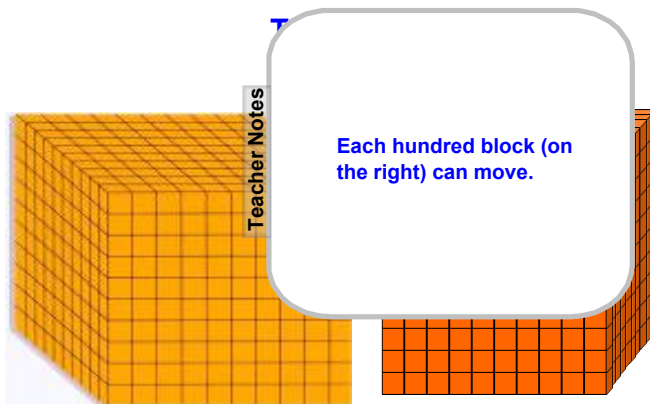 Teacher Notes
Each hundred block (on
the right) can move.